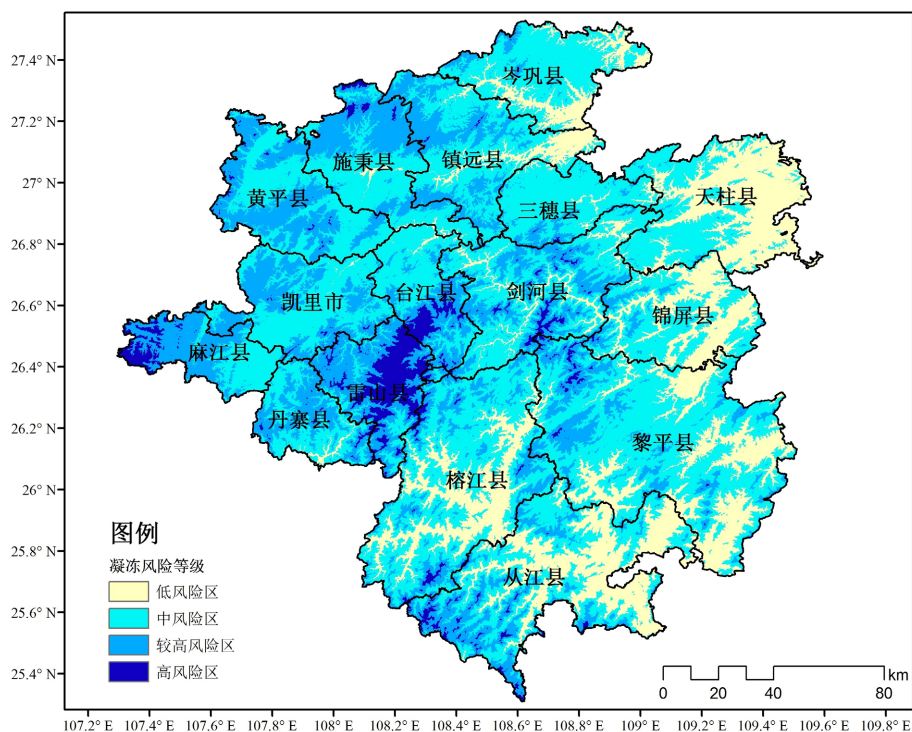 27.4° N
27.2° N
27° N
26.8° N
26.6° N
26.4° N
26.2° N
26° N
25.8° N
25.6° N
25.4° N
岑巩县
施秉县
镇远县
黄平县
三穗县
天柱县
凯里市
台江县
剑河县
锦屏县
麻江县
雷山县
丹寨县
黎平县
榕江县
从江县
图例
凝冻风险等级
低风险区
中风险区
较高风险区
高风险区
km
0 20 40 80
107.2° E 107.4° E 107.6° E 107.8° E 108° E 108.2° E 108.4° E 108.6° E 108.8° E 109° E 109.2° E 109.4° E 109.6° E 109.8° E